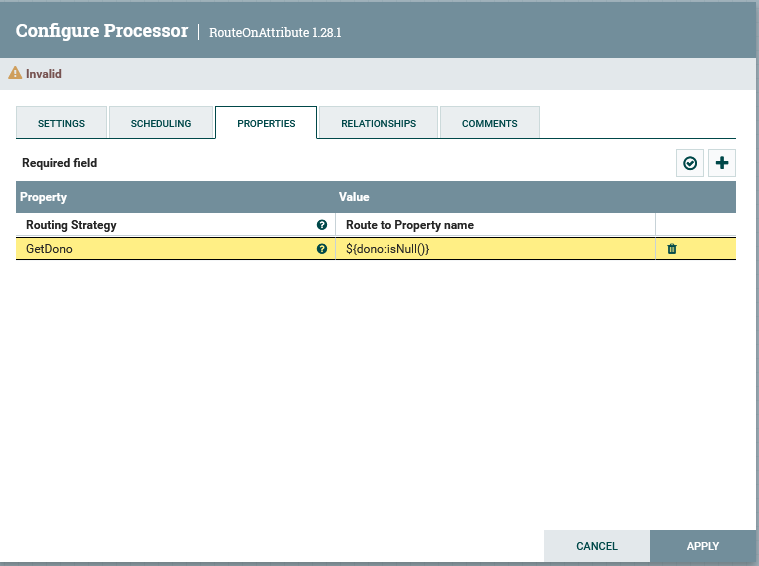 Configure Processor | RouteOnAttribute 1.28.1
Invalid
SETTINGS SCHEDULING PROPERTIES RELATIONSHIPS COMMENTS
Required field
Property Value
Routing Strategy Route to Property name
GetDono ${dono:isNull()}
CANCEL APPLY